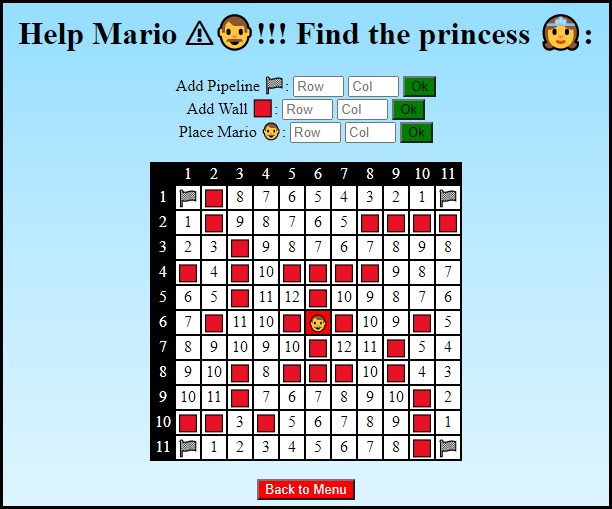 Help Mario ⚠👨!!! Find the princess 👸:
Add Pipeline 🏁: Row Col Ok
Add Wall 🟥: Row Col Ok
Place Mario 👨: Row Col Ok
1 2 3 4 5 6 7 8 9 10 11
1 8 7 6 5 4 3 2 1
2 1 9 8 7 6 5
3 2 3 9 8 7 6 7 8 9 8
4 4 10 9 8 7
5 6 5 11 12 10 9 8 7 6
6 7 11 10 10 9 5
7 8 9 10 9 10 12 11 5 4
8 9 10 8 10 4 3
9 10 11 7 6 7 8 9 10 2
10 3 5 6 7 8 9 1
11 1 2 3 4 5 6 7 8
Back to Menu